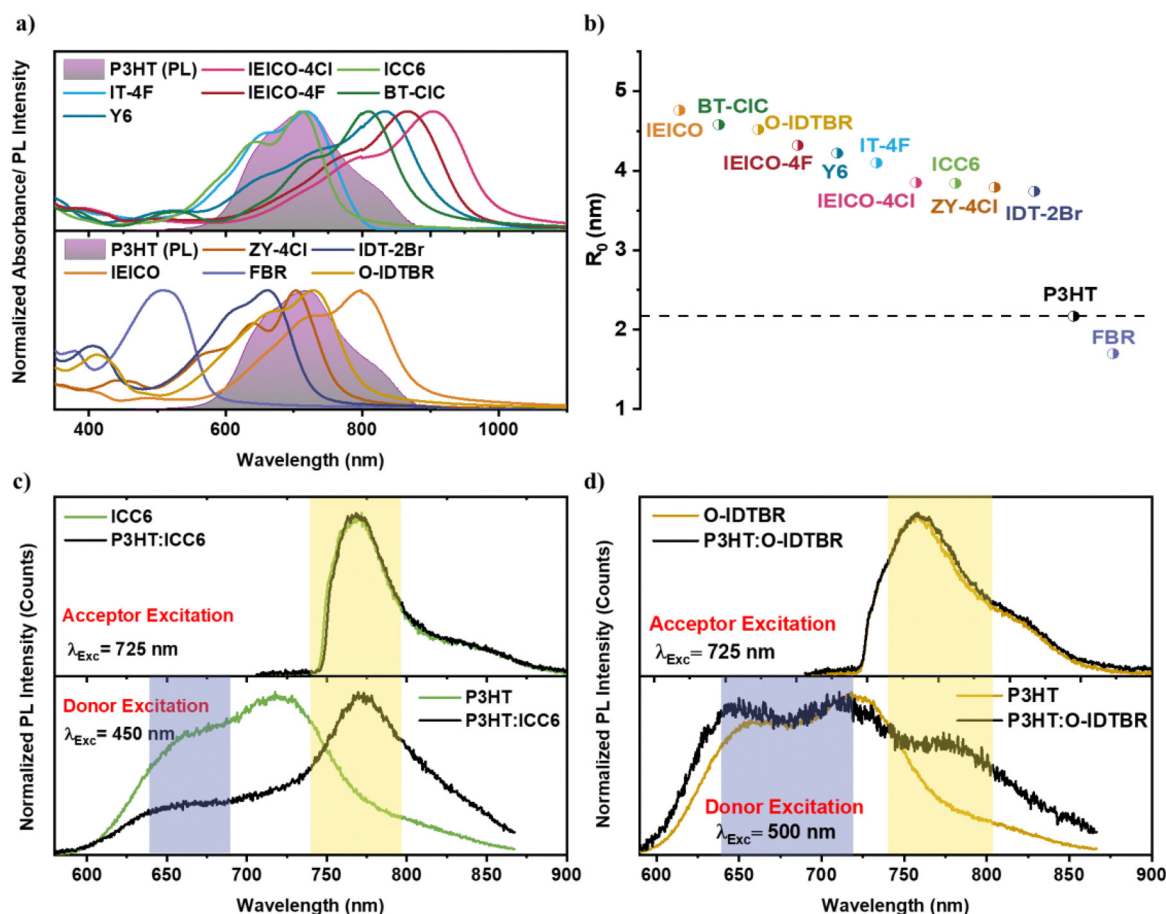 a)
Normalized Absorbance/ PL Intensity
P3HT (PL) IEICO-4Cl ICC6
IT-4F IEICO-4F BT-CIC
Y6
P3HT (PL) ZY-4Cl IDT-2Br
IEICO FBR O-IDTBR
400 600 800 1000
Wavelength (nm)
b)
R0 (nm)
5
4
3
2
1
IEICO
BT-CIC
O-IDTBR
IEICO-4F
Y6
IT-4F
IEICO-4Cl
ICC6
ZY-4Cl
IDT-2Br
P3HT
FBR
c)
Normalized PL Intensity (Counts)
ICC6
P3HT:ICC6
Acceptor Excitation
λExc= 725 nm
Donor Excitation
λExc= 450 nm
P3HT
P3HT:ICC6
600 650 700 750 800 850 900
Wavelength (nm)
d)
Normalized PL Intensity (Counts)
O-IDTBR
P3HT:O-IDTBR
Acceptor Excitation
λExc= 725 nm
P3HT
P3HT:O-IDTBR
Donor Excitation
λExc= 500 nm
600 650 700 750 800 850 900
Wavelength (nm)